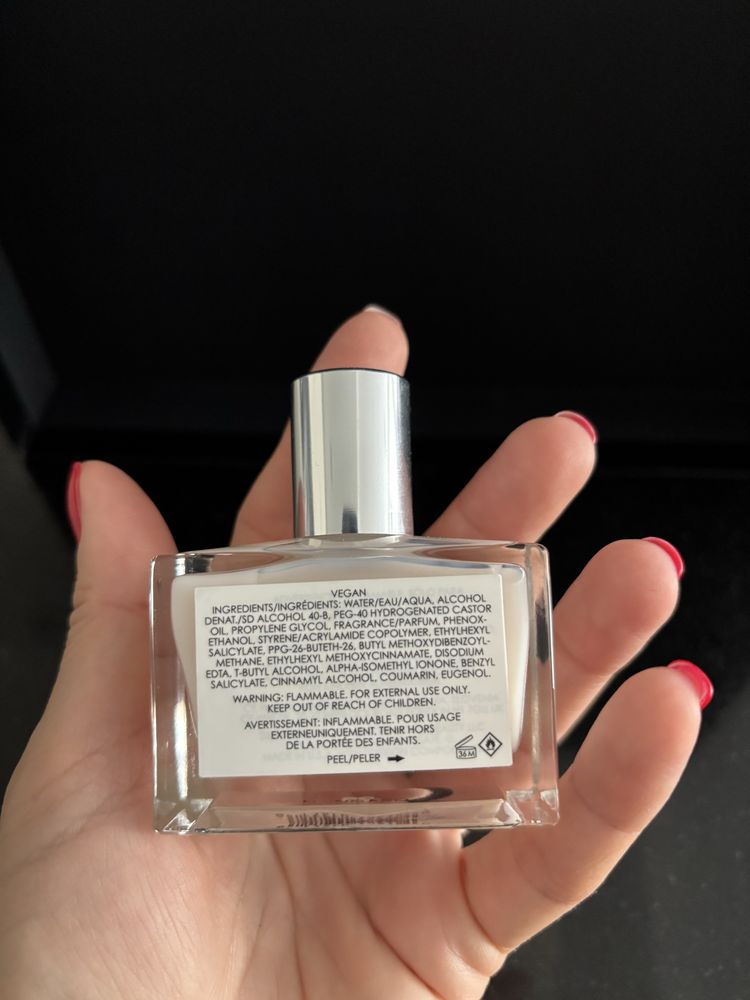 VEGAN
INGREDIENTS/INGRÉDIENTS: WATER/EAU/AQUA, ALCOHOL
DENAT./SD ALCOHOL 40-B, PEG-40 HYDROGENATED CASTOR
OIL, PROPYLENE GLYCOL, FRAGRANCE/PARFUM, PHENOX-
ETHANOL, STYRENE/ACRYLAMIDE COPOLYMER, ETHYLHEXYL
SALICYLATE, PPG-26-BUTETH-26, BUTYL METHOXYDIBENZOYL-
METHANE, ETHYLHEXYL METHOXYCINNAMATE, DISODIUM
EDTA, T-BUTYL ALCOHOL, ALPHA-ISOMETHYL IONONE, BENZYL
SALICYLATE, CINNAMYL ALCOHOL, COUMARIN, EUGENOL.
WARNING: FLAMMABLE. FOR EXTERNAL USE ONLY.
KEEP OUT OF REACH OF CHILDREN.
AVERTISSEMENT: INFLAMMABLE. POUR USAGE
EXTERNEUNIQUEMENT. TENIR HORS
DE LA PORTÉE DES ENFANTS.
PEEL/PELER
36 M